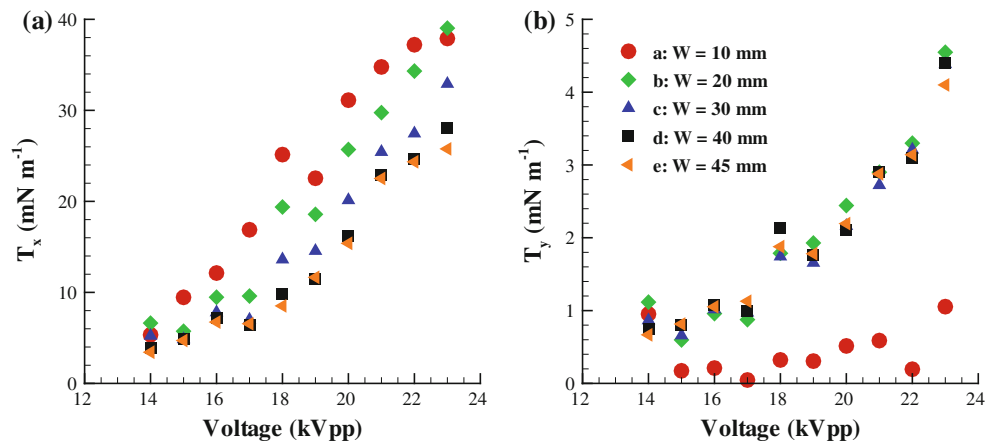 (a)
40
30
20
10
0
T_x (mN m⁻¹)
12 14 16 18 20 22 24
Voltage (kVpp)
(b)
5
4
3
2
1
0
T_y (mN m⁻¹)
a: W = 10 mm
b: W = 20 mm
c: W = 30 mm
d: W = 40 mm
e: W = 45 mm
12 14 16 18 20 22 24
Voltage (kVpp)